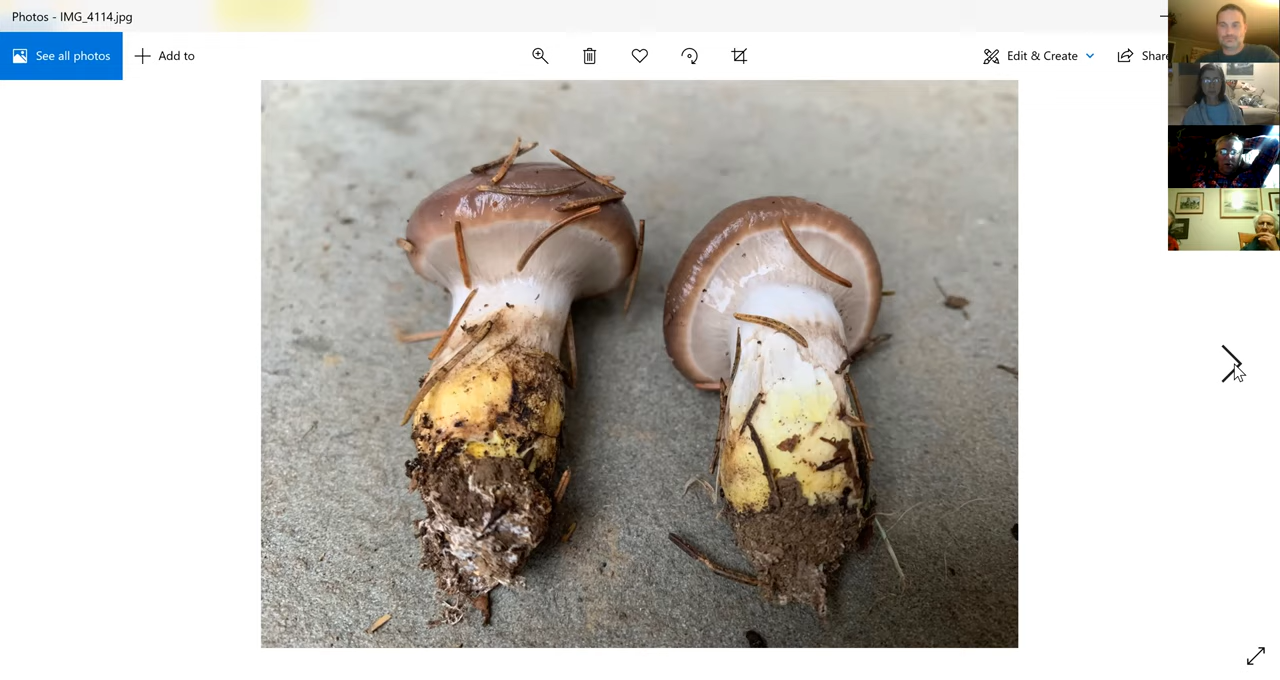 Photos - IMG_4114.jpg
See all photos
Add to
Edit & Create
Share